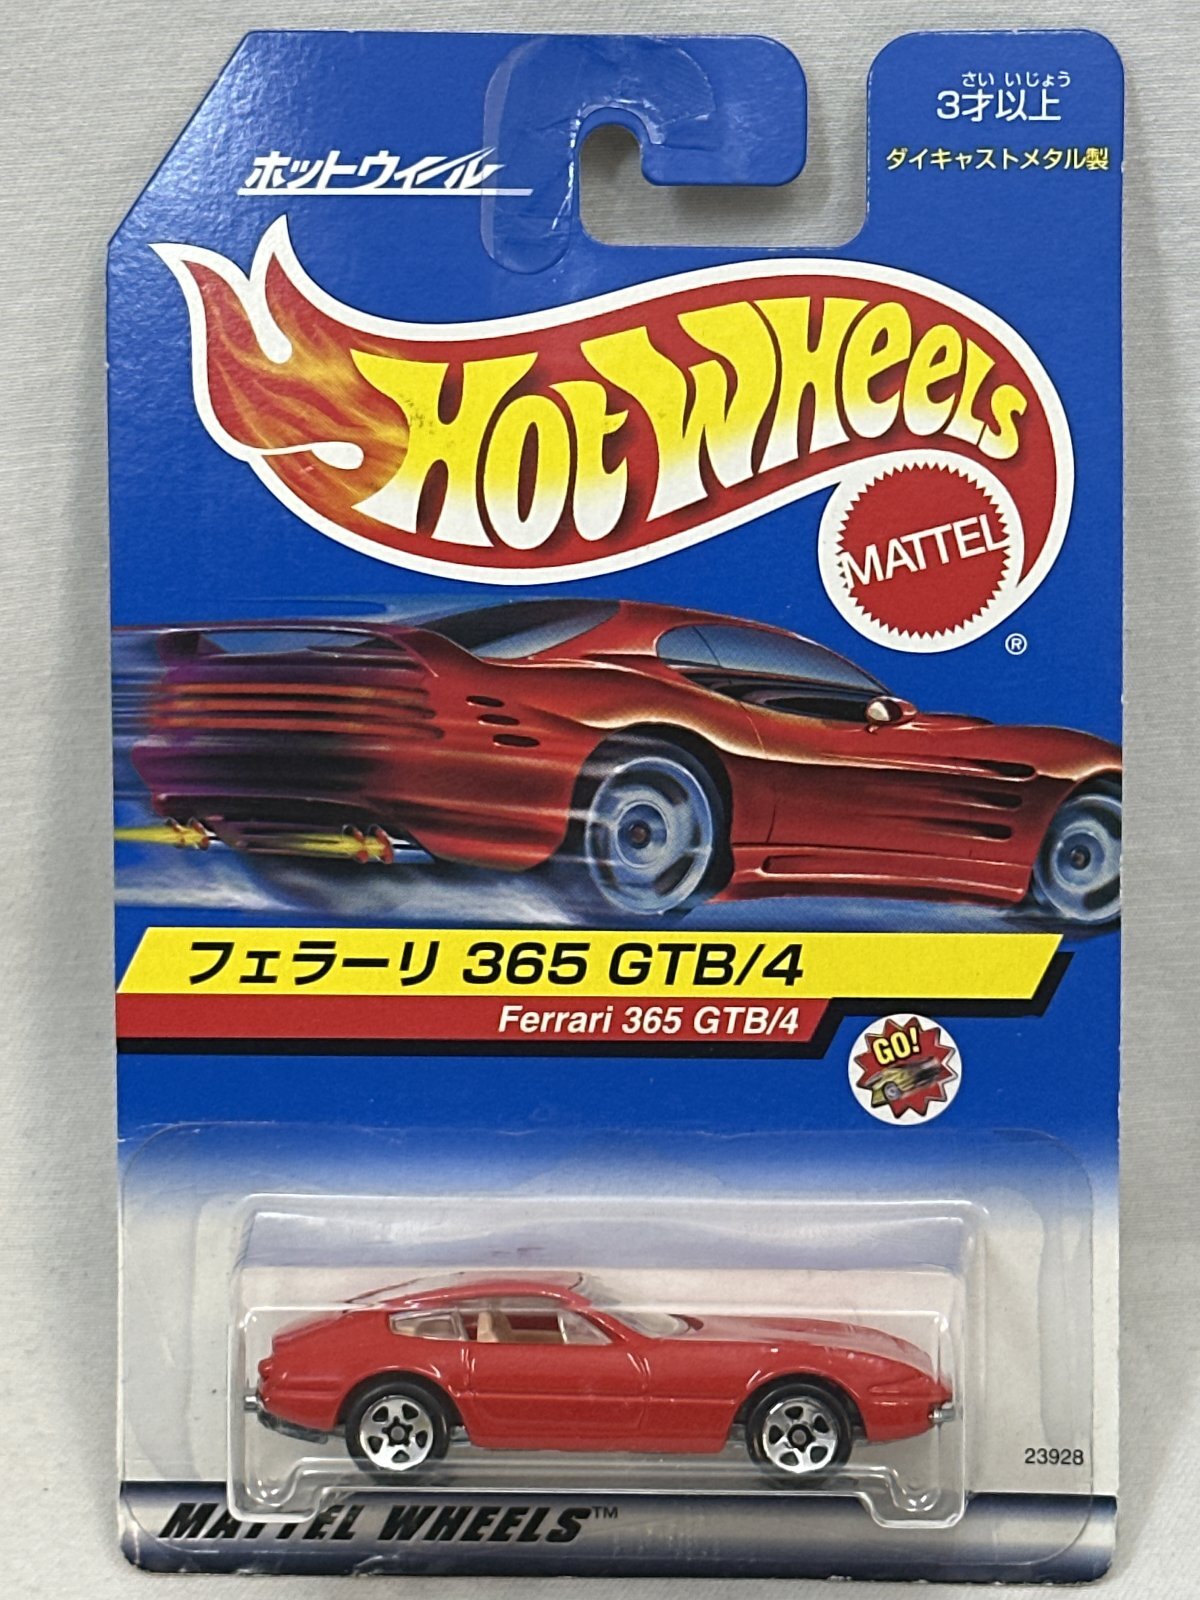 さい いじょう
3才以上
ダイキャストメタル製
ホットウィール
HOT WHEELS
MATTEL
®
フェラーリ 365 GTB/4
Ferrari 365 GTB/4
GO!
23928
MATTEL WHEELS™